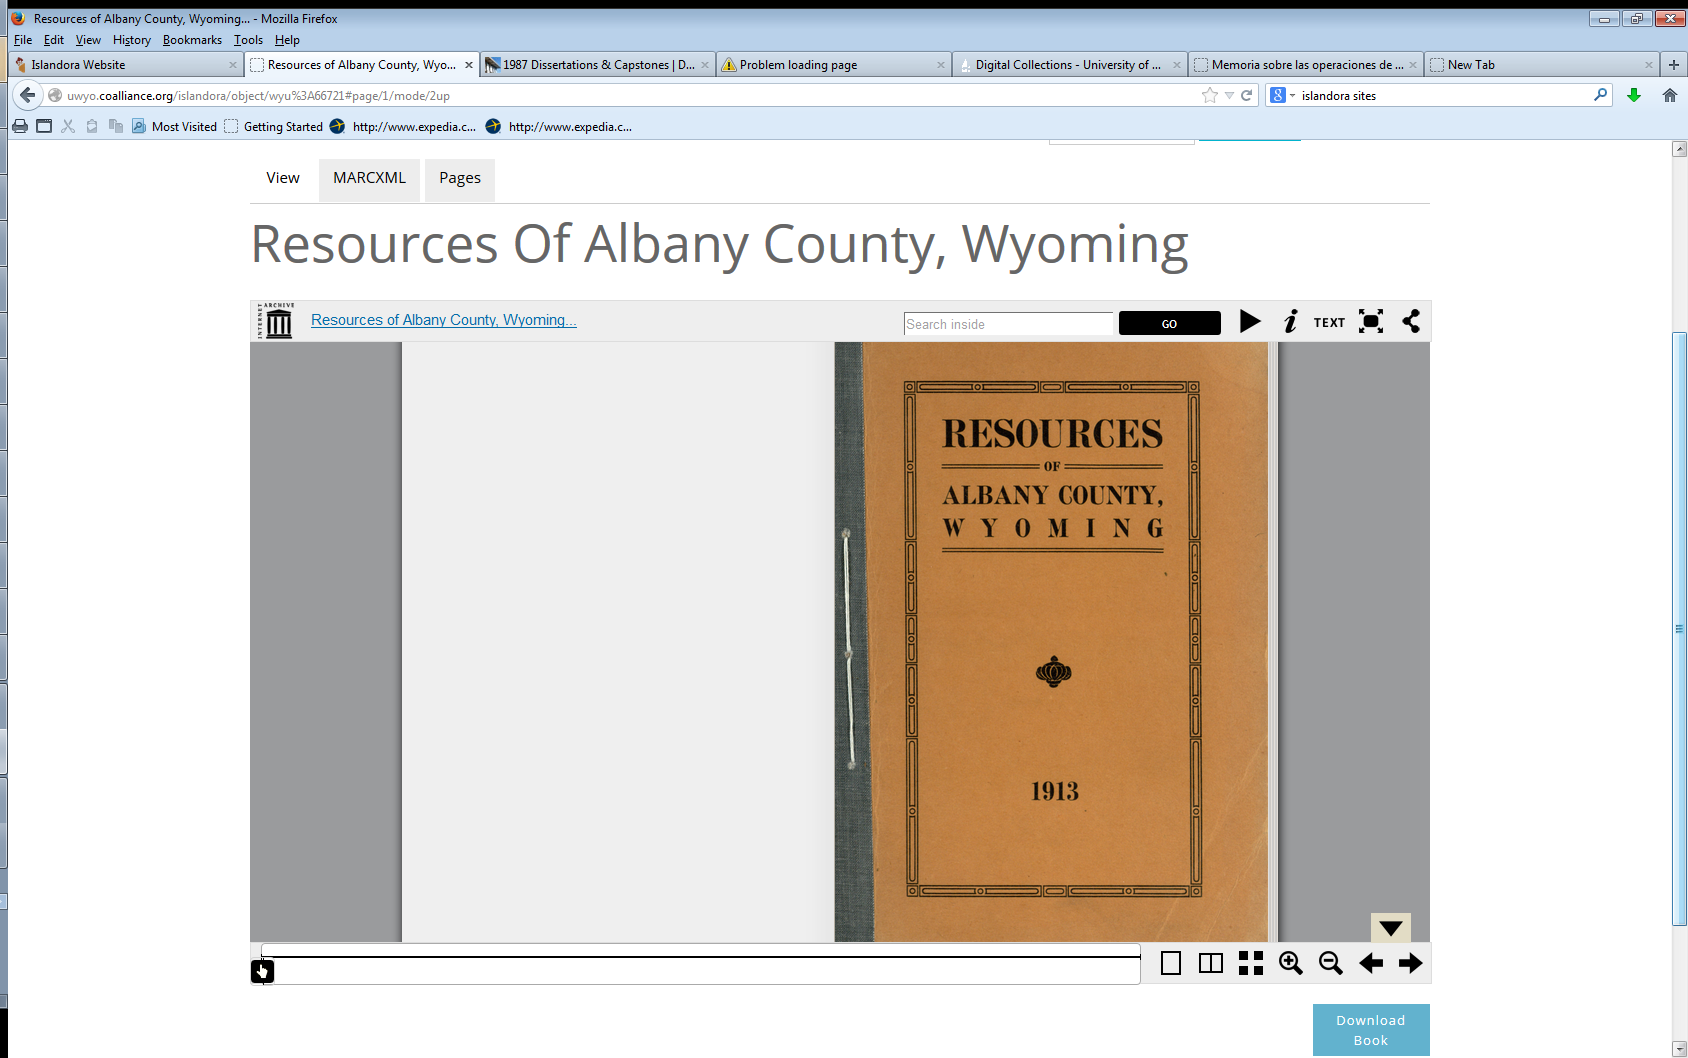 Resources of Albany County, Wyoming... - Mozilla Firefox
File Edit View History Bookmarks Tools Help
Islandora Website
Resources of Albany County, Wyo...
1987 Dissertations & Capstones | D...
Problem loading page
Digital Collections - University of ...
Memoria sobre las operaciones de ...
New Tab
uwyo.coalliance.org/islandora/object/wyu%3A66721#page/1/mode/2up
islandora sites
Most Visited Getting Started http://www.expedia.c... http://www.expedia.c...
View MARCXML Pages
Resources Of Albany County, Wyoming
INTERNET ARCHIVE
Resources of Albany County, Wyoming...
Search inside
GO
i
TEXT
RESOURCES
OF
ALBANY COUNTY,
WYOMING
1913
Download
Book